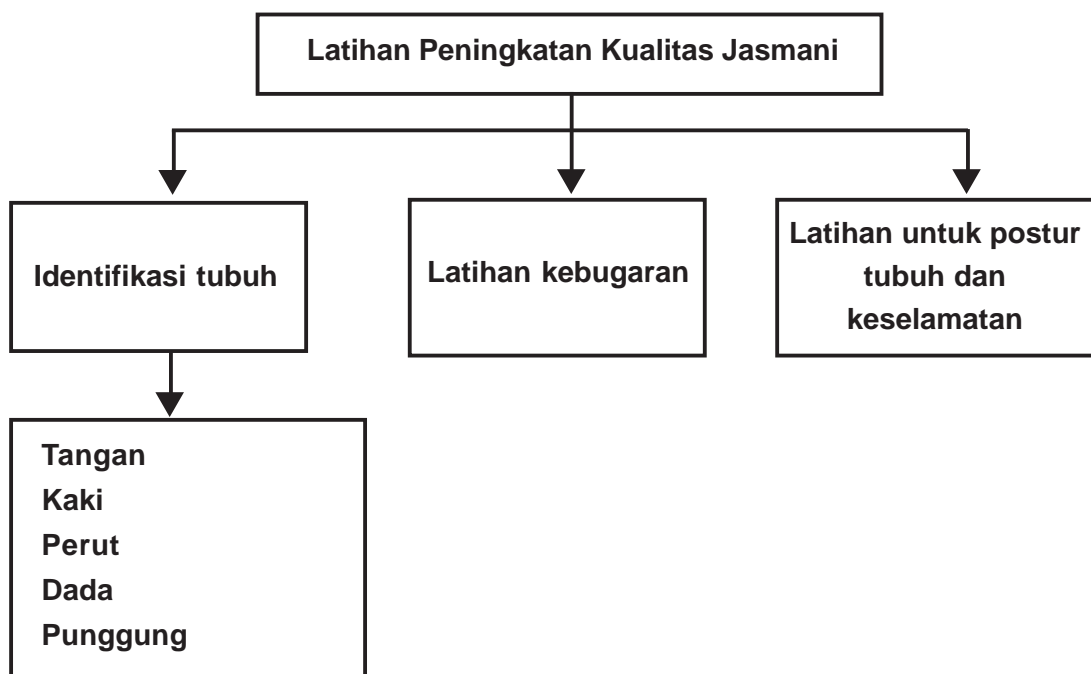 Latihan Peningkatan Kualitas Jasmani
Identifikasi tubuh
Latihan kebugaran
Latihan untuk postur
tubuh dan
keselamatan
Tangan
Kaki
Perut
Dada
Punggung